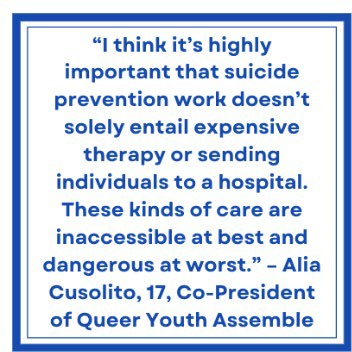 “I think it’s highly
important that suicide
prevention work doesn’t
solely entail expensive
therapy or sending
individuals to a hospital.
These kinds of care are
inaccessible at best and
dangerous at worst.” – Alia
Cusolito, 17, Co-President
of Queer Youth Assemble